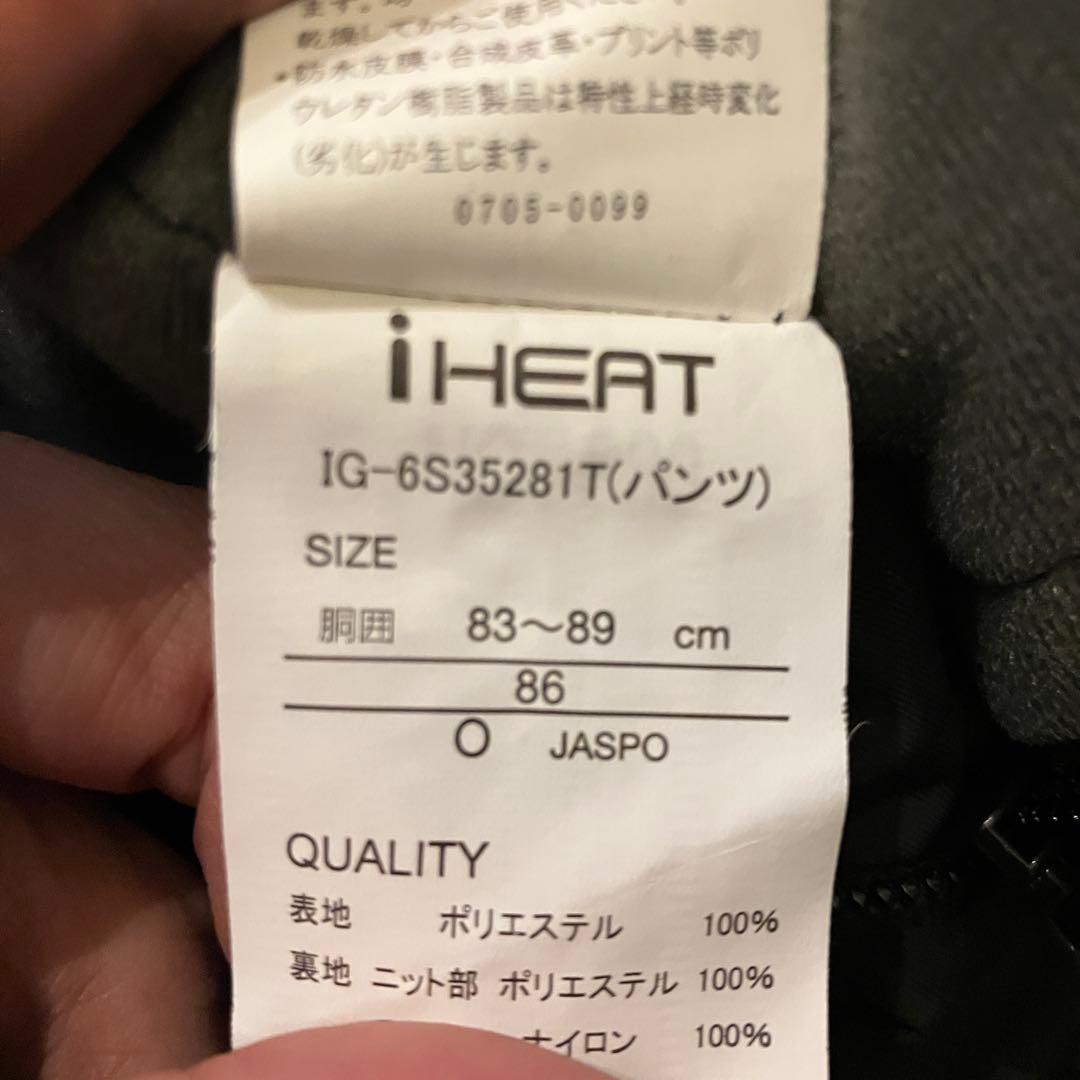 ます。
乾燥してからご使用ください。
・防水皮膜・合成皮革・プリント等ポリ
ウレタン樹脂製品は特性上経時変化
(劣化)が生じます。
0705-0099
iHEAT
IG-6S35281T(パンツ)
SIZE
胴囲 83～89 cm
86
O JASPO
QUALITY
表地 ポリエステル 100%
裏地 ニット部 ポリエステル 100%
ナイロン 100%